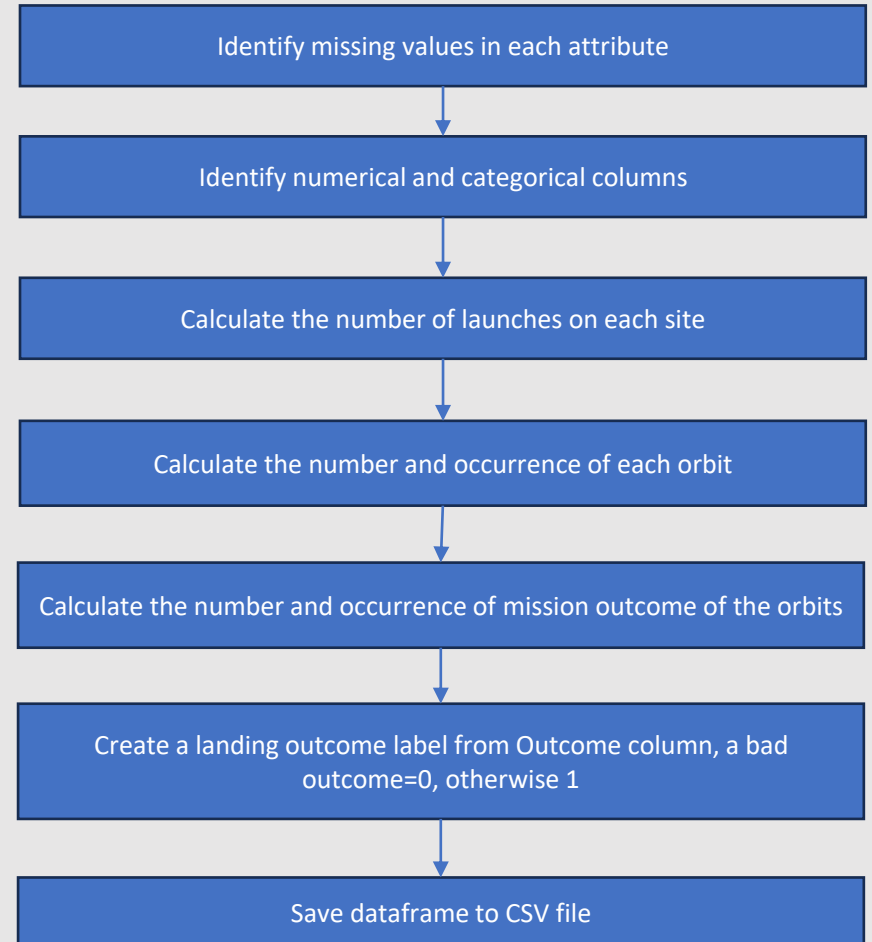 Identify missing values in each attribute
Identify numerical and categorical columns
Calculate the number of launches on each site
Calculate the number and occurrence of each orbit
Calculate the number and occurrence of mission outcome of the orbits
Create a landing outcome label from Outcome column, a bad
outcome=0, otherwise 1
Save dataframe to CSV file